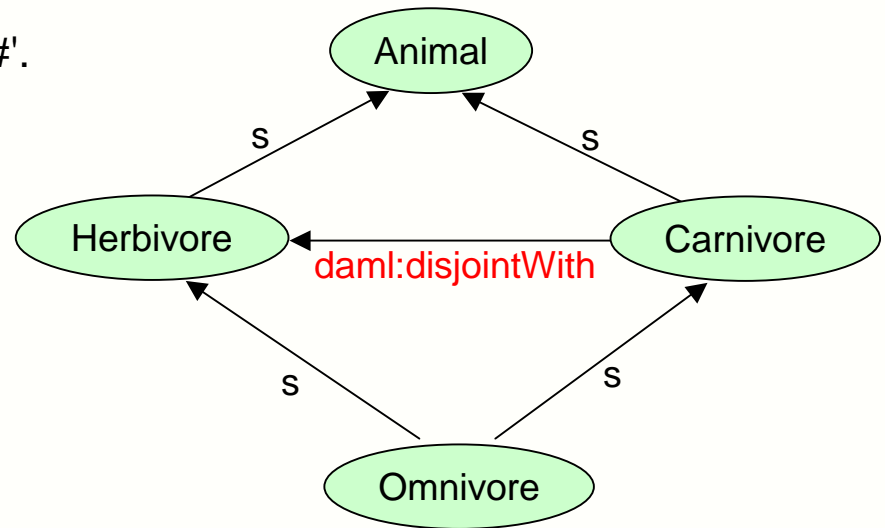 #'.
Animal
s
s
Herbivore
Carnivore
daml:disjointWith
s
s
Omnivore